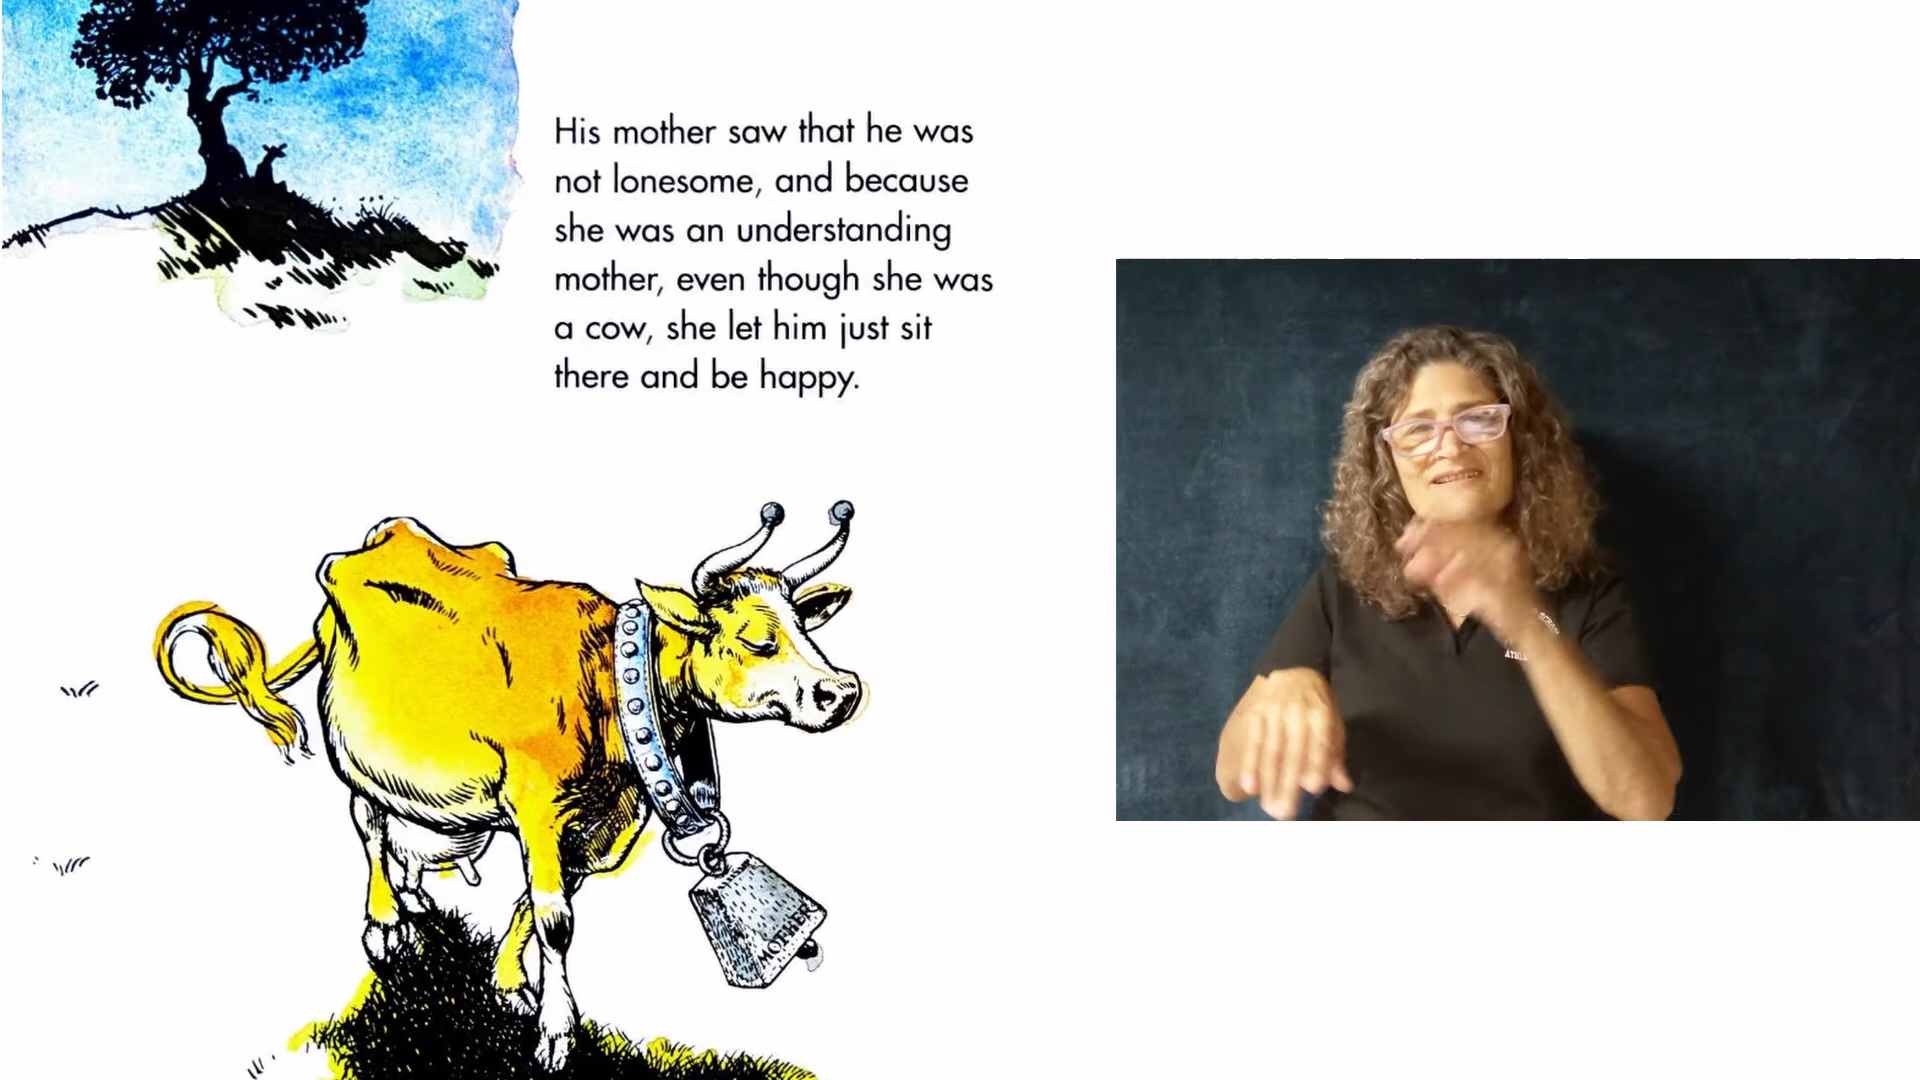 His mother saw that he was
not lonesome, and because
she was an understanding
mother, even though she was
a cow, she let him just sit
there and be happy.
MOTHER